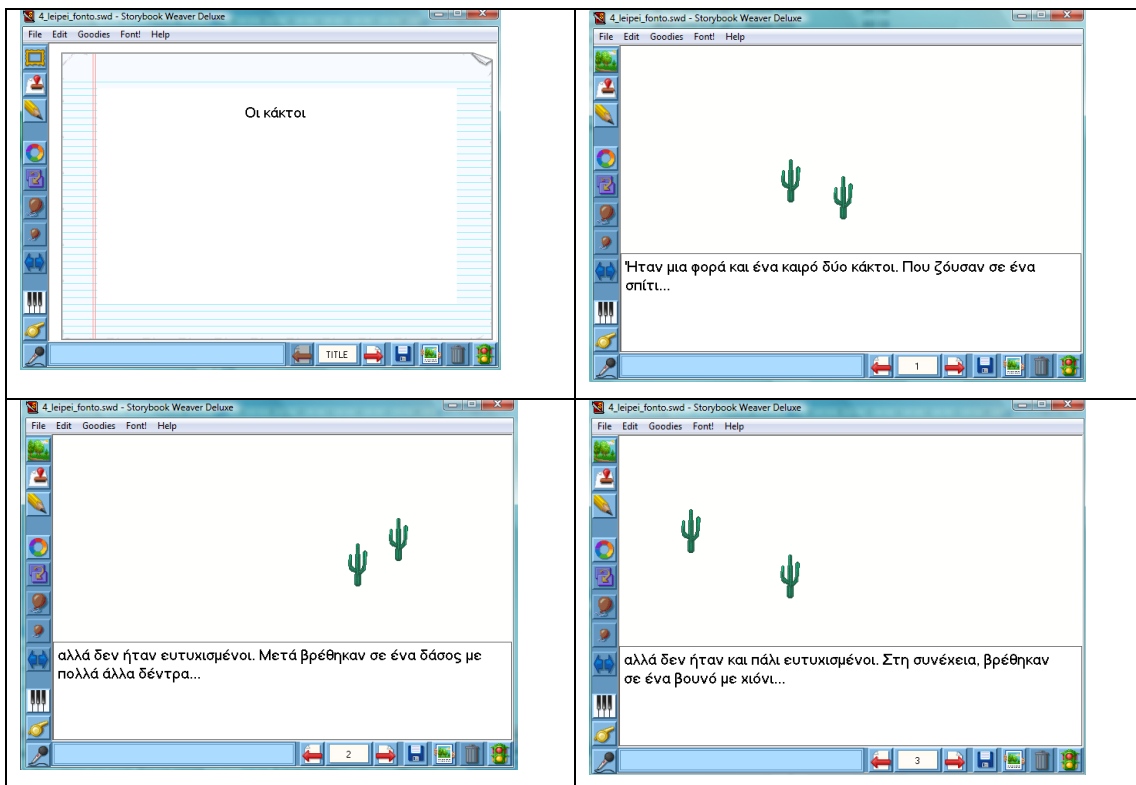 4_leipei_fonto.swd - Storybook Weaver Deluxe
File Edit Goodies Font! Help
Οι κάκτοι
TITLE
4_leipei_fonto.swd - Storybook Weaver Deluxe
File Edit Goodies Font! Help
Ήταν μια φορά και ένα καιρό δύο κάκτοι. Που ζούσαν σε ένα
σπίτι...
1
4_leipei_fonto.swd - Storybook Weaver Deluxe
File Edit Goodies Font! Help
αλλά δεν ήταν ευτυχισμένοι. Μετά βρέθηκαν σε ένα δάσος με
πολλά άλλα δέντρα...
2
4_leipei_fonto.swd - Storybook Weaver Deluxe
File Edit Goodies Font! Help
αλλά δεν ήταν και πάλι ευτυχισμένοι. Στη συνέχεια, βρέθηκαν
σε ένα βουνό με χιόνι...
3